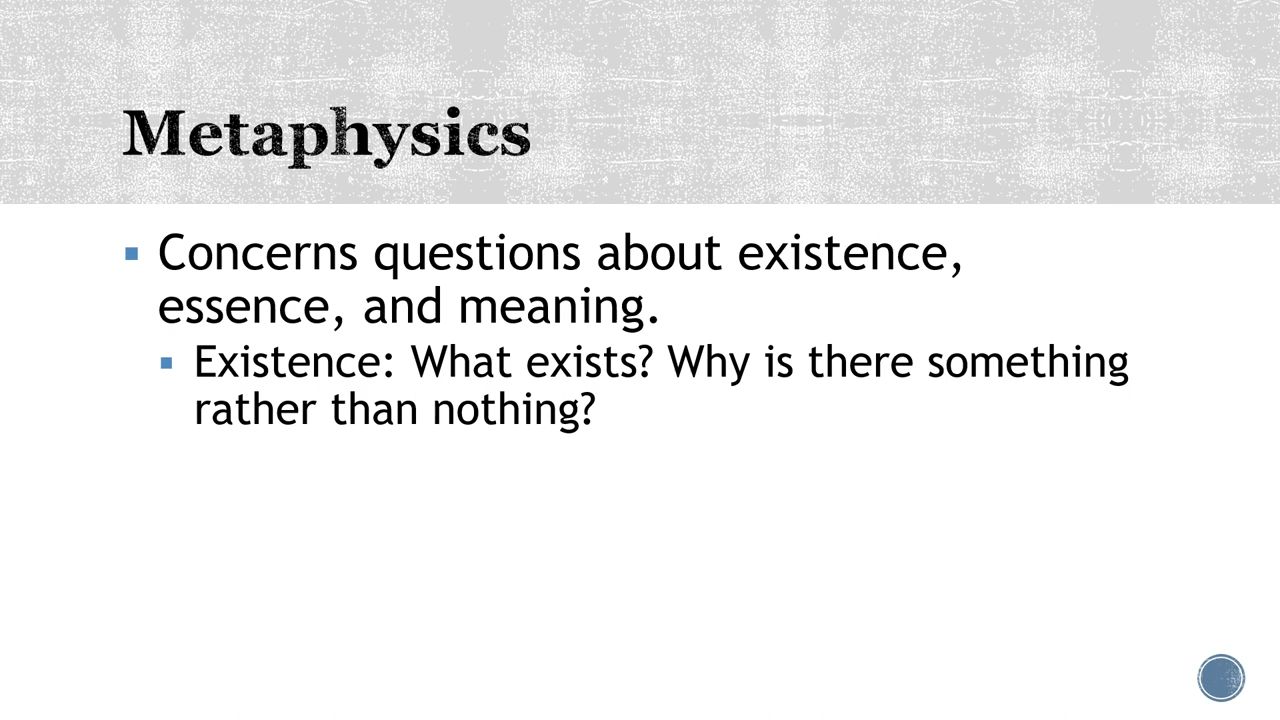 Metaphysics
▪ Concerns questions about existence,
essence, and meaning.
▪ Existence: What exists? Why is there something
rather than nothing?